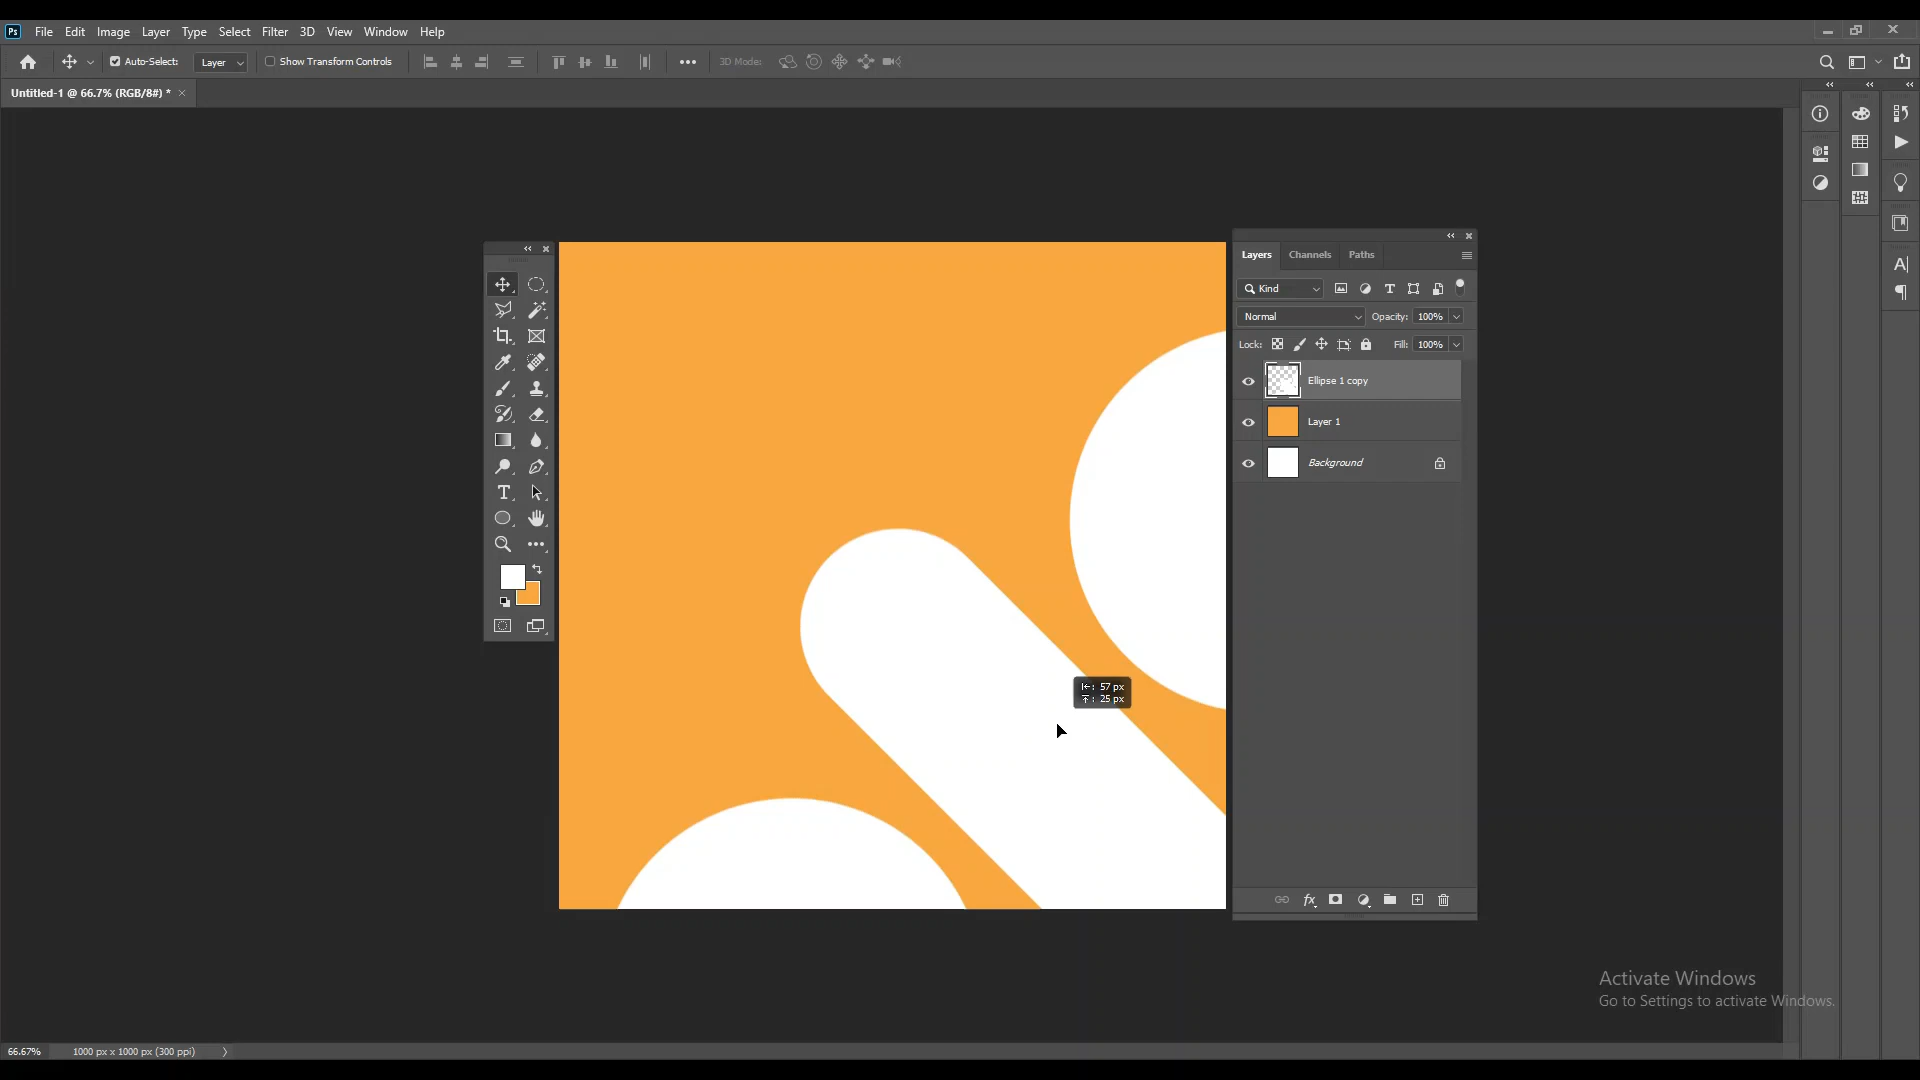 Ps File Edit Image Layer Type Select Filter 3D View Window Help
Auto-Select: Layer Show Transform Controls 3D Mode:
Untitled-1 @ 66.7% (RGB/8#) * ×
Layers Channels Paths
Kind
Normal Opacity: 100%
Lock: Fill: 100%
Ellipse 1 copy
Layer 1
Background
: 57 px
: 25 px
Activate Windows
Go to Settings to activate Windows.
66.67% 1000 px x 1000 px (300 ppi)